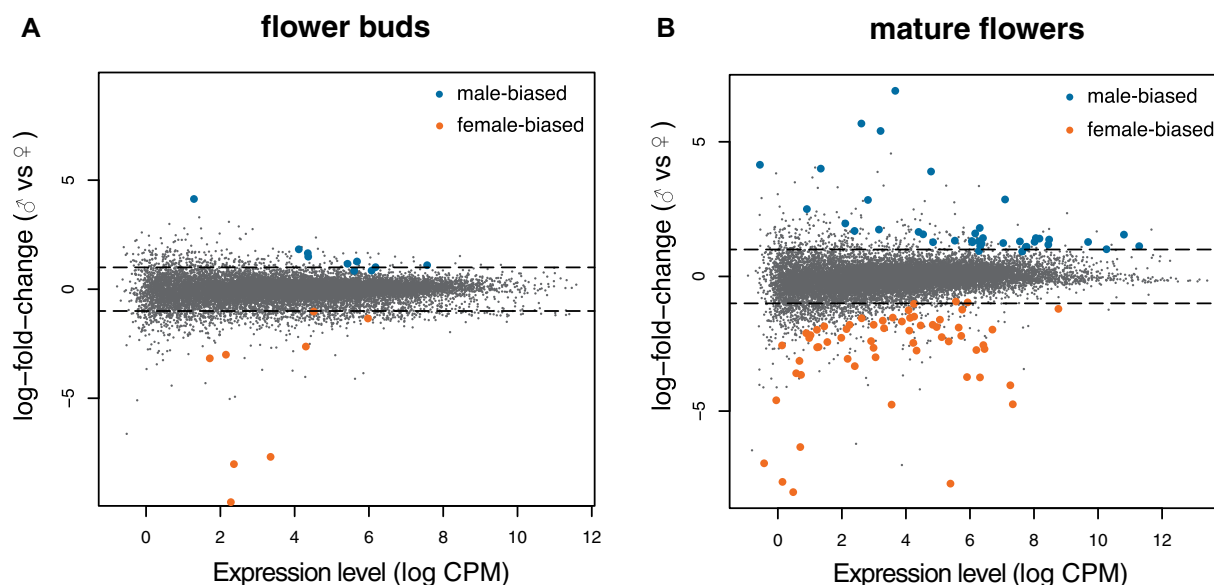 A
flower buds
male-biased
female-biased
log−fold−change (♂ vs ♀)
5
0
−5
0 2 4 6 8 10 12
Expression level (log CPM)
B
mature flowers
male-biased
female-biased
log−fold−change (♂ vs ♀)
5
0
−5
0 2 4 6 8 10 12
Expression level (log CPM)